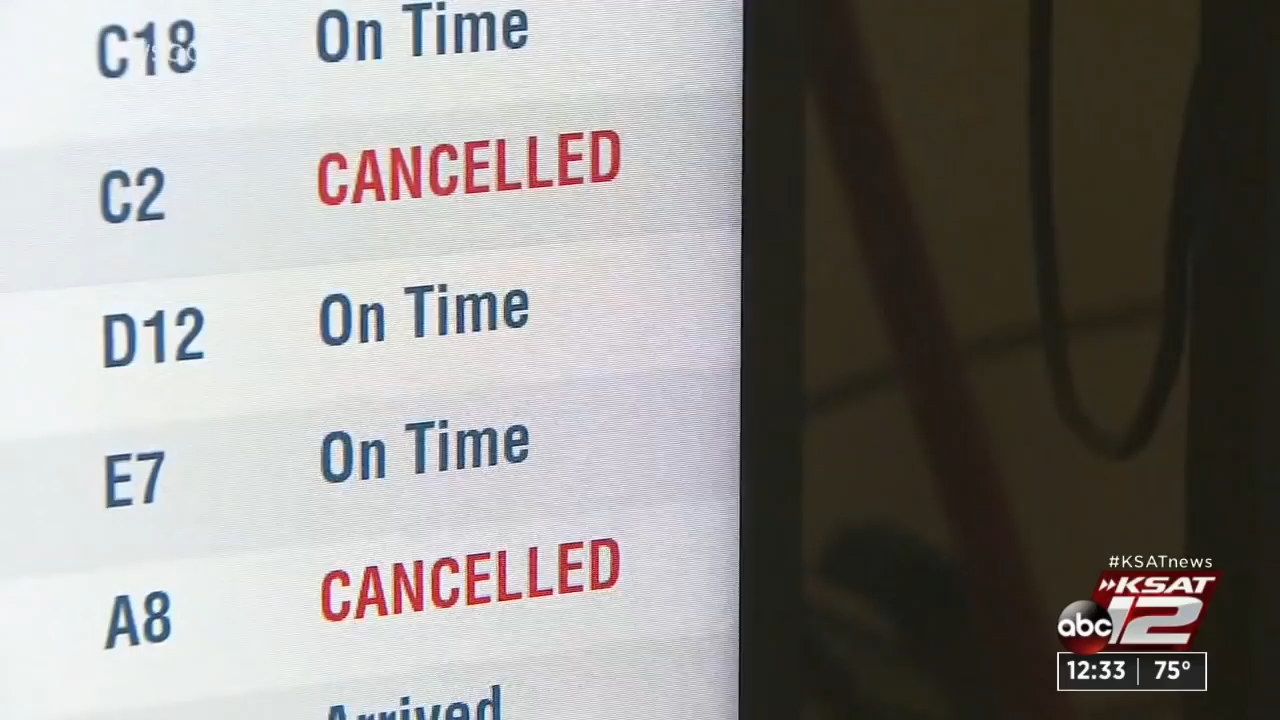 C18 On Time
C2 CANCELLED
D12 On Time
E7 On Time
A8 CANCELLED
Arrived
#KSATnews
KSAT
abc 12
12:33 75°